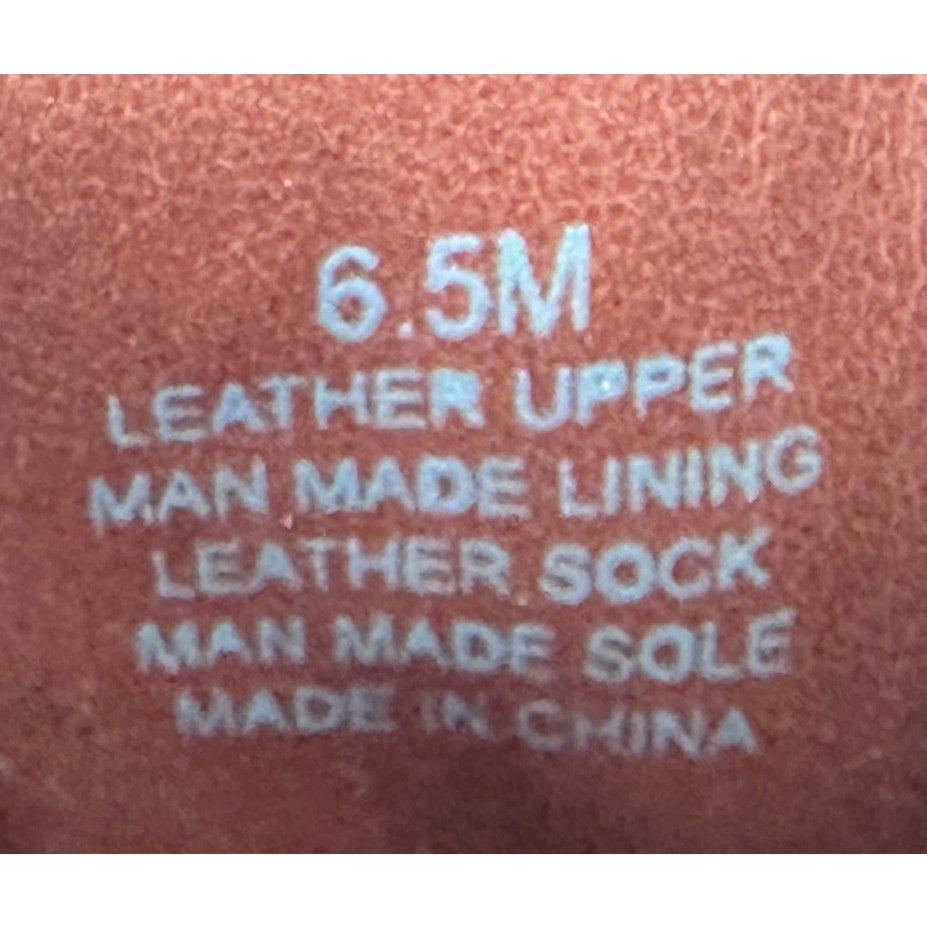 6.5M
LEATHER UPPER
MAN MADE LINING
LEATHER SOCK
MAN MADE SOLE
MADE IN CHINA